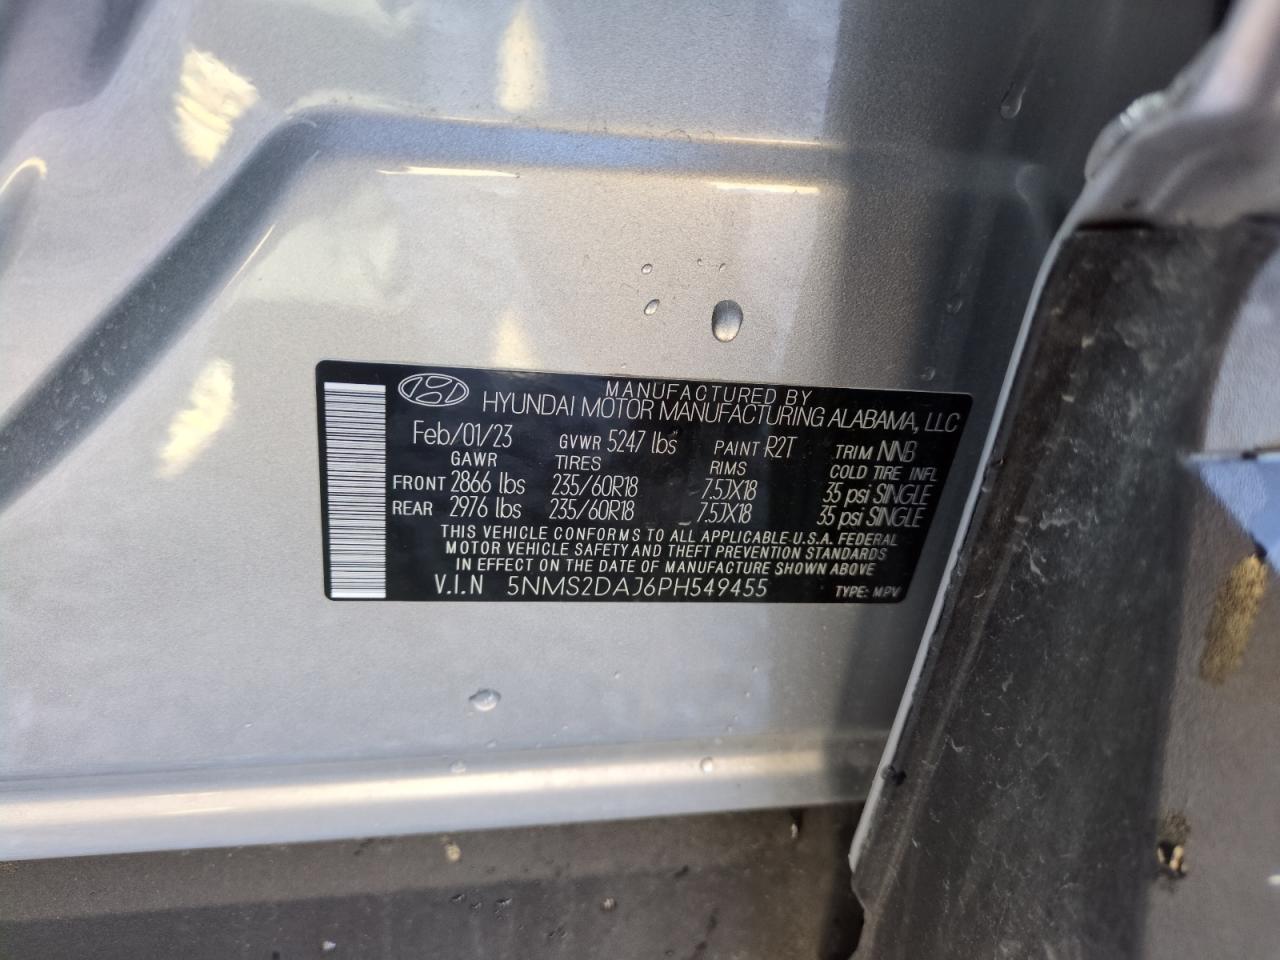 MANUFACTURED BY
HYUNDAI MOTOR MANUFACTURING ALABAMA, LLC
Feb/01/23 GVWR 5247 lbs PAINT R2T TRIM NNB
GAWR TIRES RIMS COLD TIRE INFL
FRONT 2866 lbs 235/60R18 7.5JX18 35 psi SINGLE
REAR 2976 lbs 235/60R18 7.5JX18 35 psi SINGLE
THIS VEHICLE CONFORMS TO ALL APPLICABLE U.S.A. FEDERAL
MOTOR VEHICLE SAFETY AND THEFT PREVENTION STANDARDS
IN EFFECT ON THE DATE OF MANUFACTURE SHOWN ABOVE
V.I.N 5NMS2DAJ6PH549455 TYPE: MPV